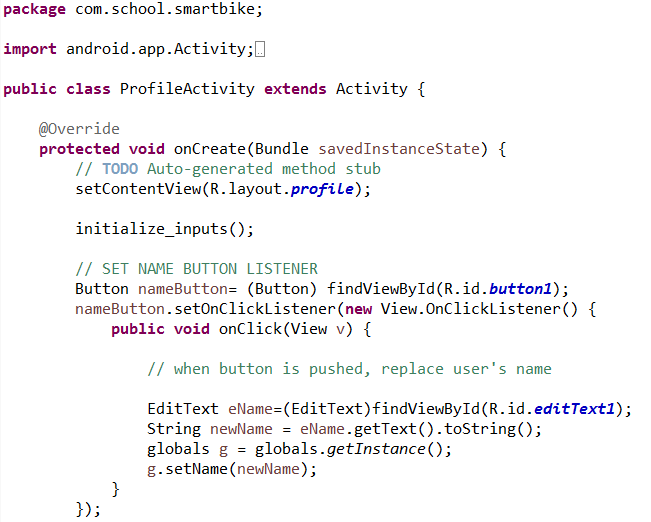 package com.school.smartbike;
import android.app.Activity;
public class ProfileActivity extends Activity {
@Override
protected void onCreate(Bundle savedInstanceState) {
// TODO Auto-generated method stub
setContentView(R.layout.profile);
initialize_inputs();
// SET NAME BUTTON LISTENER
Button nameButton= (Button) findViewById(R.id.button1);
nameButton.setOnClickListener(new View.OnClickListener() {
public void onClick(View v) {
// when button is pushed, replace user's name
EditText eName=(EditText)findViewById(R.id.editText1);
String newName = eName.getText().toString();
globals g = globals.getInstance();
g.setName(newName);
}
});